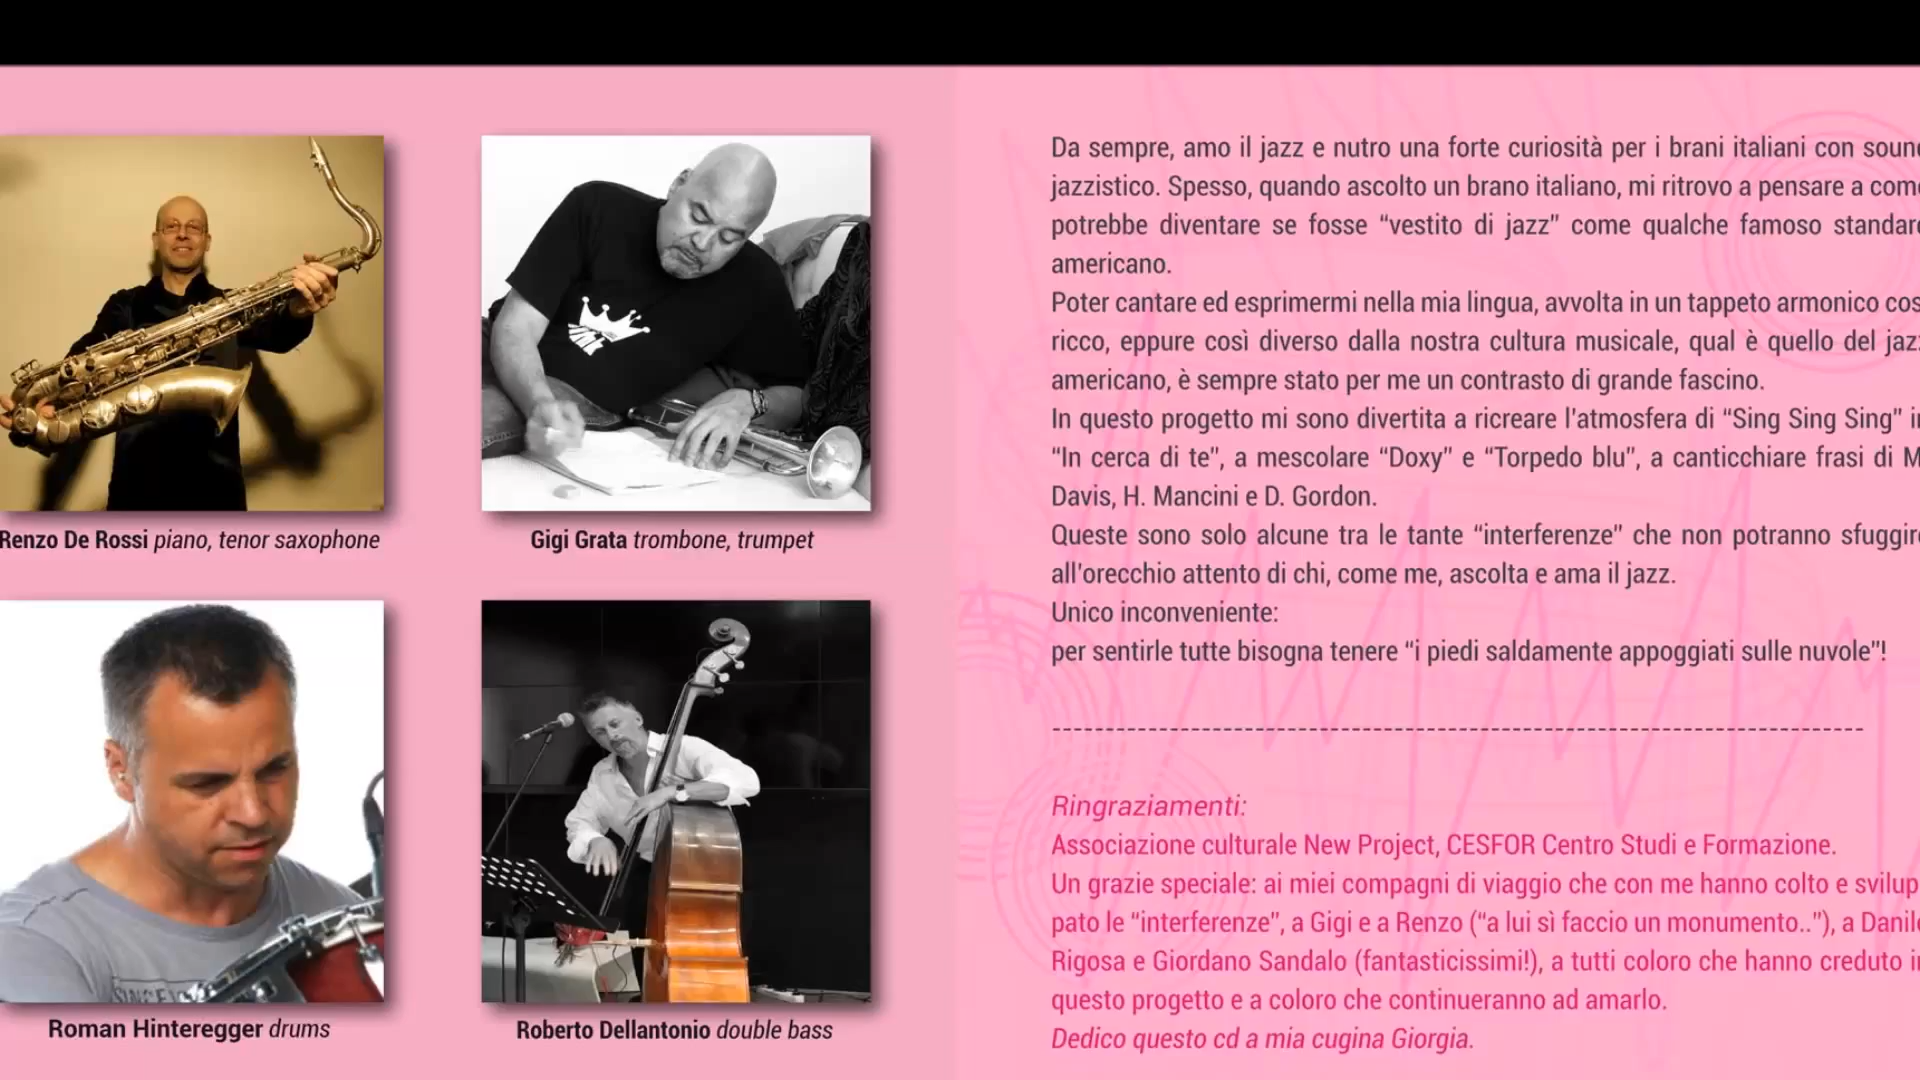 Renzo De Rossi piano, tenor saxophone
Gigi Grata trombone, trumpet
Roman Hinteregger drums
Roberto Dellantonio double bass
Da sempre, amo il jazz e nutro una forte curiosità per i brani italiani con soun
jazzistico. Spesso, quando ascolto un brano italiano, mi ritrovo a pensare a com
potrebbe diventare se fosse “vestito di jazz” come qualche famoso standar
americano.
Poter cantare ed esprimermi nella mia lingua, avvolta in un tappeto armonico cos
ricco, eppure così diverso dalla nostra cultura musicale, qual è quello del jaz
americano, è sempre stato per me un contrasto di grande fascino.
In questo progetto mi sono divertita a ricreare l'atmosfera di “Sing Sing Sing” i
“In cerca di te”, a mescolare “Doxy” e “Torpedo blu”, a canticchiare frasi di M
Davis, H. Mancini e D. Gordon.
Queste sono solo alcune tra le tante “interferenze” che non potranno sfuggir
all'orecchio attento di chi, come me, ascolta e ama il jazz.
Unico inconveniente:
per sentirle tutte bisogna tenere “i piedi saldamente appoggiati sulle nuvole”!
Ringraziamenti:
Associazione culturale New Project, CESFOR Centro Studi e Formazione.
Un grazie speciale: ai miei compagni di viaggio che con me hanno colto e svilup
pato le “interferenze”, a Gigi e a Renzo (“a lui sì faccio un monumento..”), a Danil
Rigosa e Giordano Sandalo (fantasticissimi!), a tutti coloro che hanno creduto i
questo progetto e a coloro che continueranno ad amarlo.
Dedico questo cd a mia cugina Giorgia.